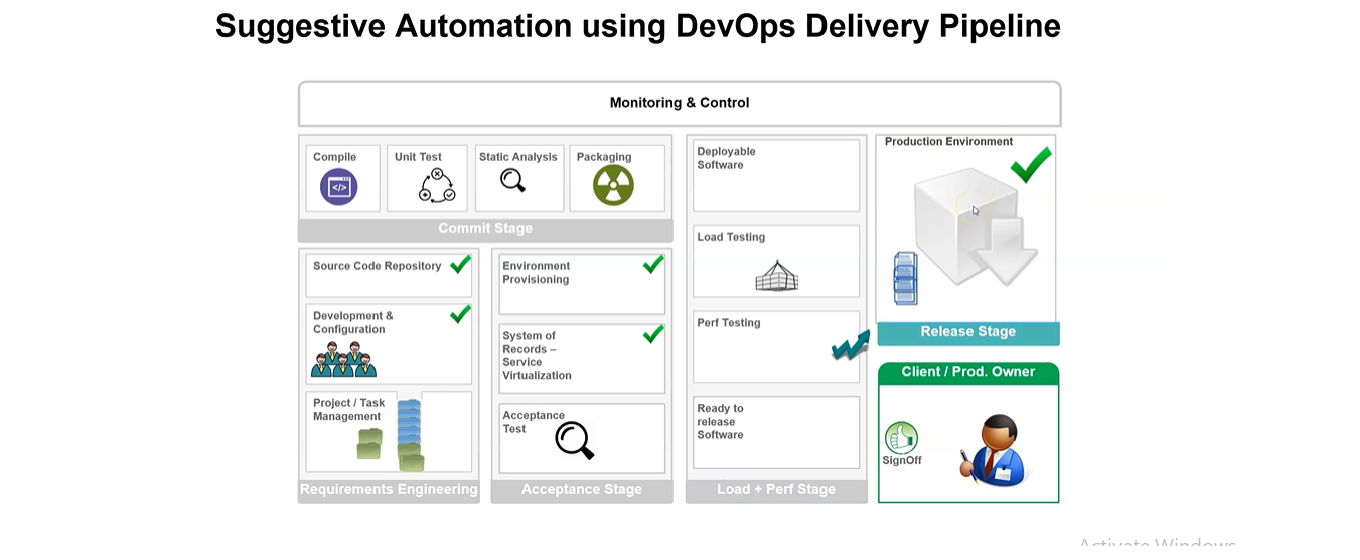 Suggestive Automation using DevOps Delivery Pipeline
Monitoring & Control
Compile
Unit Test
Static Analysis
Packaging
</>
Commit Stage
Source Code Repository
Development &
Configuration
Project / Task
Management
Requirements Engineering
Environment
Provisioning
System of
Records –
Service
Virtualization
Acceptance
Test
Acceptance Stage
Deployable
Software
Load Testing
Perf Testing
Ready to
release
Software
Load + Perf Stage
Production Environment
Release Stage
Client / Prod. Owner
SignOff
Activate Windows